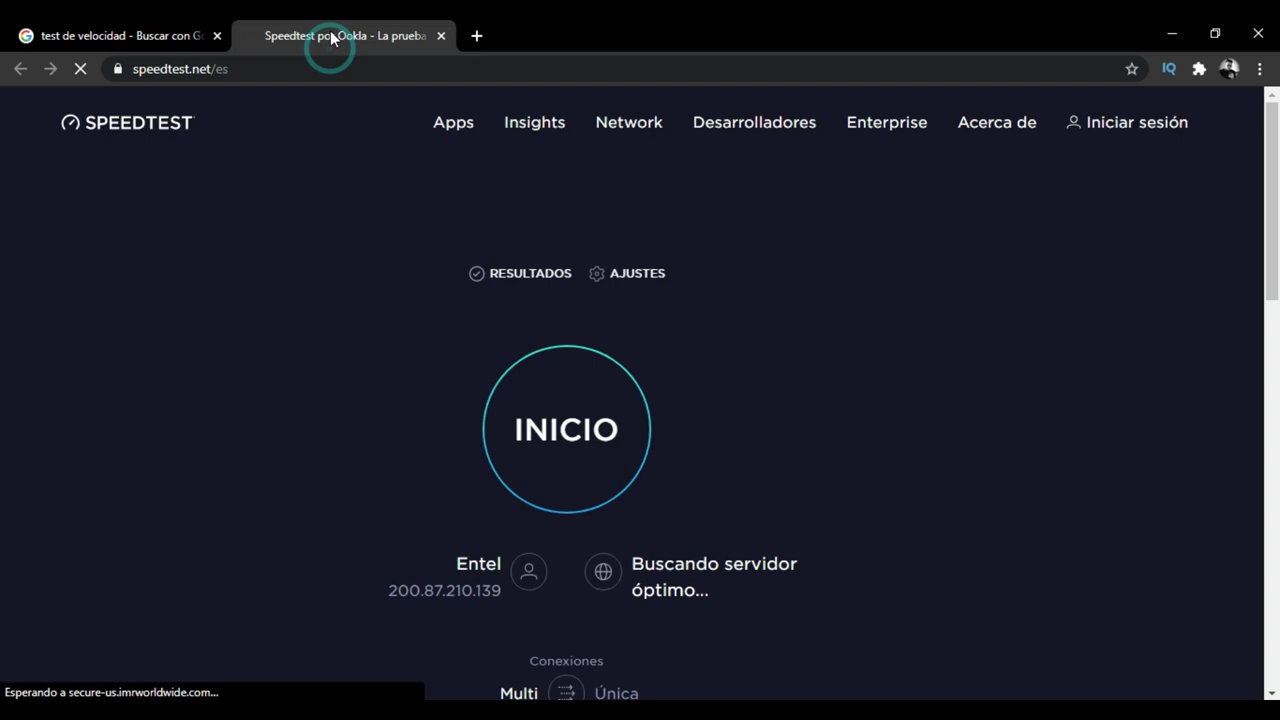 test de velocidad - Buscar con Go
Speedtest por Ookla - La prueba
speedtest.net/es
IQ
SPEEDTEST
Apps
Insights
Network
Desarrolladores
Enterprise
Acerca de
Iniciar sesión
RESULTADOS
AJUSTES
INICIO
Entel
200.87.210.139
Buscando servidor
óptimo...
Conexiones
Multi
Única
Esperando a secure-us.imrworldwide.com...